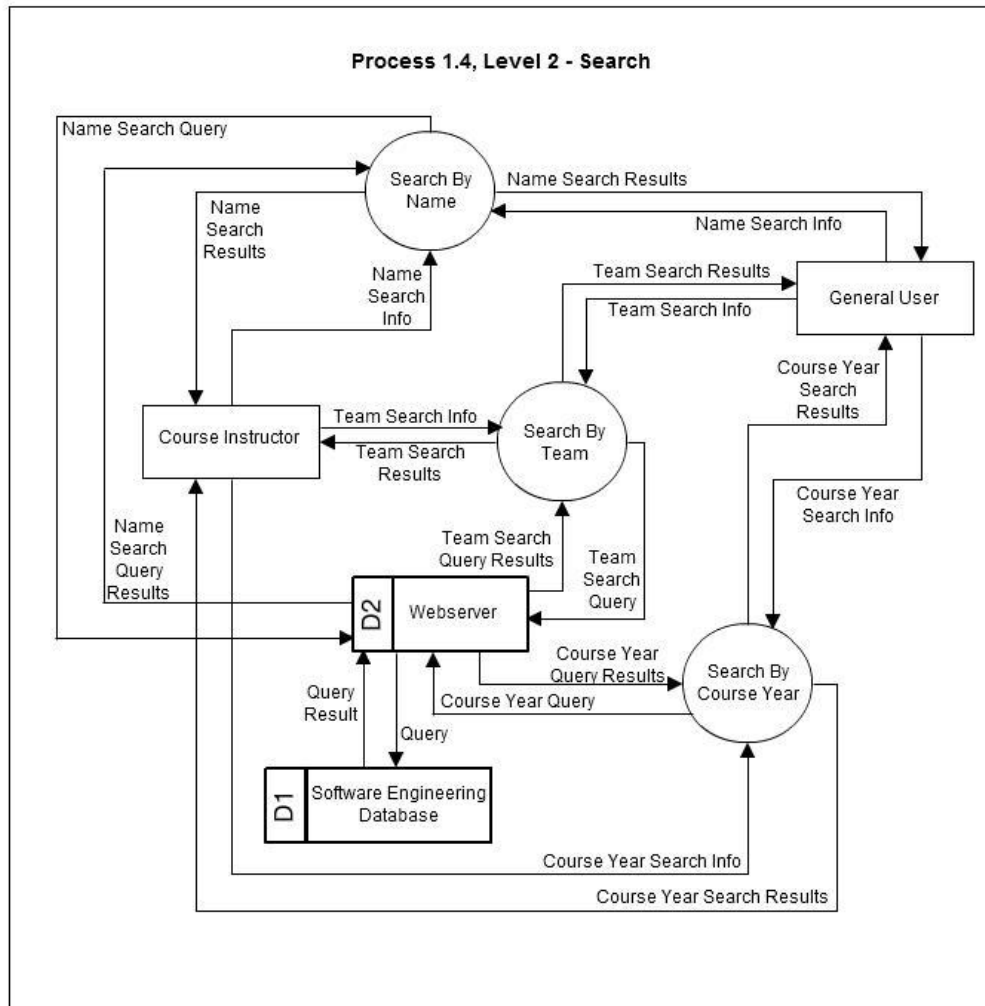 Process 1.4, Level 2 - Search
Name Search Query
Search By
Name
Name Search Results
Name
Search
Results
Name Search Info
Name
Search
Info
Team Search Results
General User
Team Search Info
Course Year
Search
Results
Course Instructor
Team Search Info
Team Search
Results
Search By
Team
Course Year
Search Info
Name
Search
Query
Results
Team Search
Query Results
Team
Search
Query
D2
Webserver
Course Year
Query Results
Search By
Course Year
Query
Result
Course Year Query
Query
D1
Software Engineering
Database
Course Year Search Info
Course Year Search Results